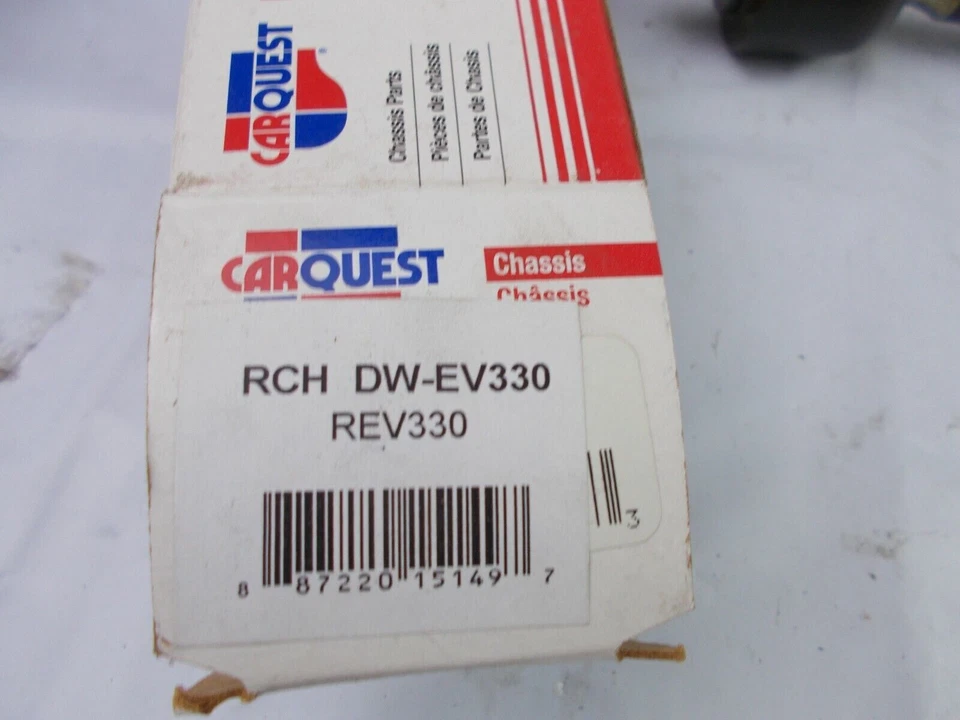 CARQUEST
Chassis Parts
Pièces de châssis
Partes de Chasis
CARQUEST
Chassis
Châssis
RCH DW-EV330
REV330
8 87220 15149 7
3